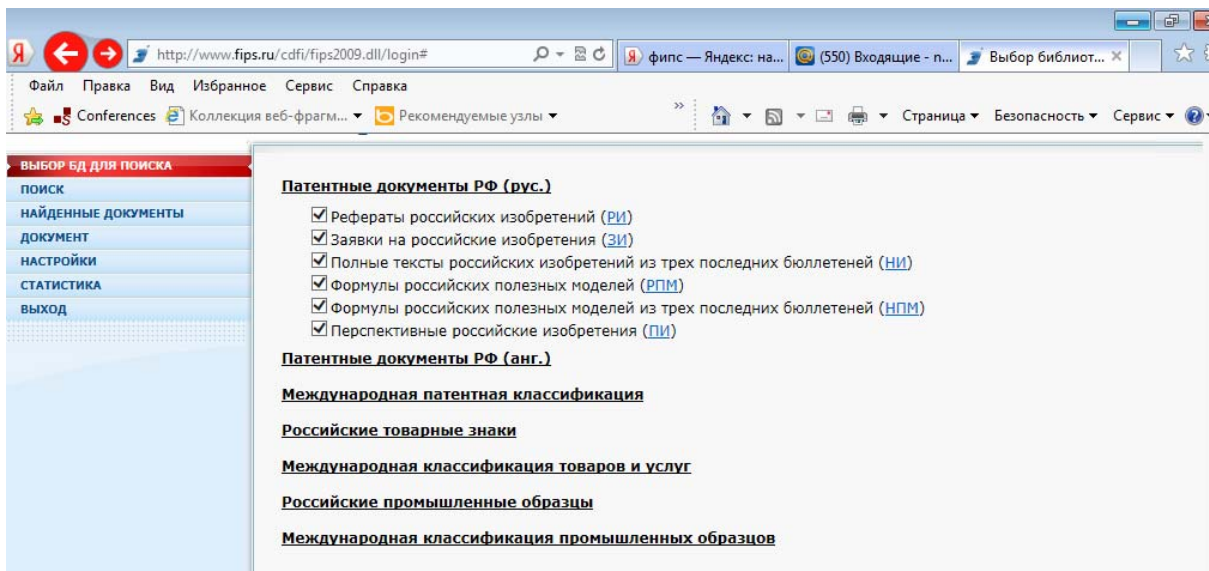 Я
http://www.fips.ru/cdfi/fips2009.dll/login#
Я фипс — Яндекс: на...
(550) Входящие - п...
Выбор библиот...
Файл Правка Вид Избранное Сервис Справка
Conferences Коллекция веб-фрагм... Рекомендуемые узлы
Страница Безопасность Сервис
ВЫБОР БД ДЛЯ ПОИСКА
ПОИСК
НАЙДЕННЫЕ ДОКУМЕНТЫ
ДОКУМЕНТ
НАСТРОЙКИ
СТАТИСТИКА
ВЫХОД
Патентные документы РФ (рус.)
Рефераты российских изобретений (РИ)
Заявки на российские изобретения (ЗИ)
Полные тексты российских изобретений из трех последних бюллетеней (НИ)
Формулы российских полезных моделей (РПМ)
Формулы российских полезных моделей из трех последних бюллетеней (НПМ)
Перспективные российские изобретения (ПИ)
Патентные документы РФ (анг.)
Международная патентная классификация
Российские товарные знаки
Международная классификация товаров и услуг
Российские промышленные образцы
Международная классификация промышленных образцов